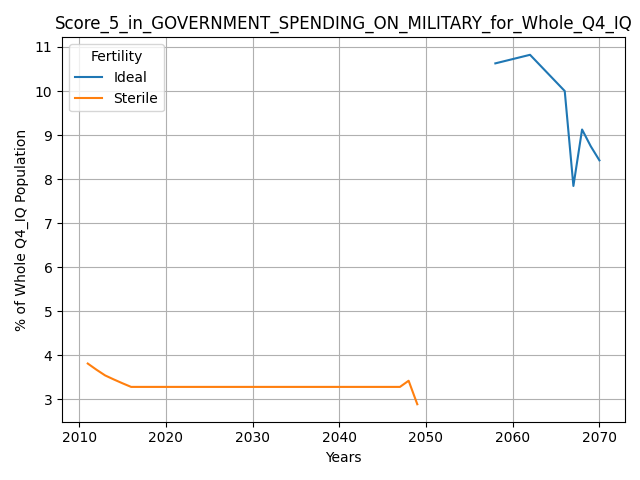 Score_5_in_GOVERNMENT_SPENDING_ON_MILITARY_for_Whole_Q4_IQ
Fertility
Ideal
Sterile
% of Whole Q4_IQ Population
11
10
9
8
7
6
5
4
3
2010 2020 2030 2040 2050 2060 2070
Years